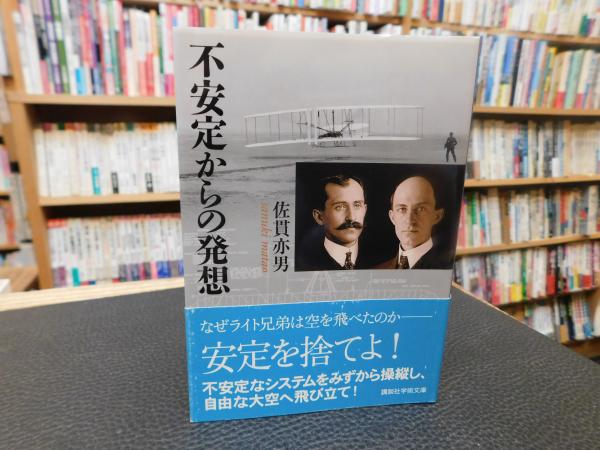 不安定からの発想
佐貫亦男
sanuki matao
なぜライト兄弟は空を飛べたのか——
安定を捨てよ!
不安定なシステムをみずから操縦し、
自由な大空へ飛び立て!
講談社学術文庫